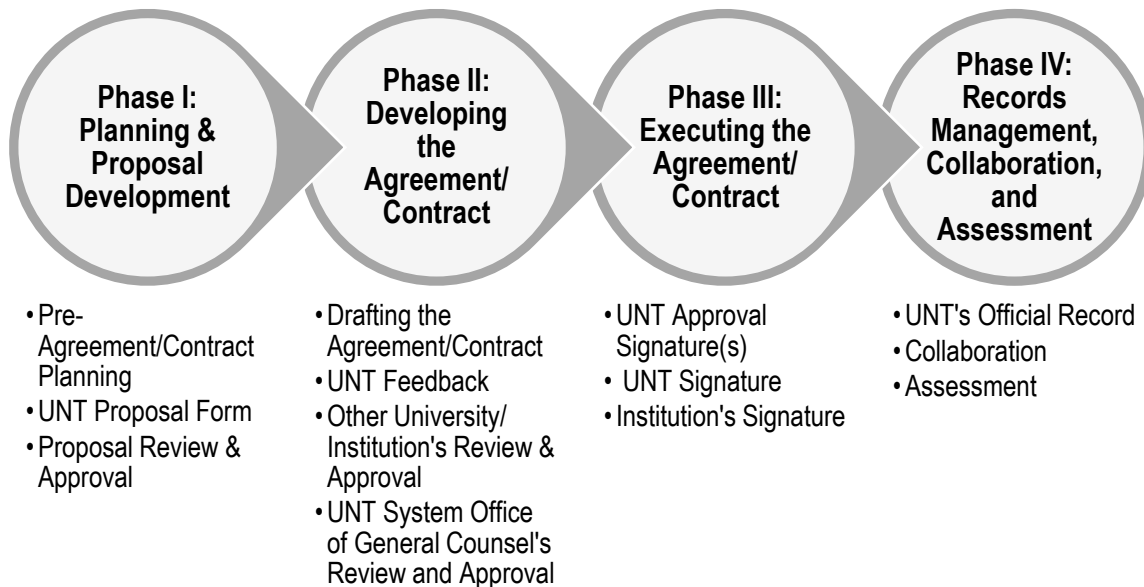 Phase I:
Planning &
Proposal
Development
Phase II:
Developing
the
Agreement/
Contract
Phase III:
Executing the
Agreement/
Contract
Phase IV:
Records
Management,
Collaboration,
and
Assessment
•Pre-
Agreement/Contract
Planning
•UNT Proposal Form
•Proposal Review &
Approval
•Drafting the
Agreement/Contract
•UNT Feedback
•Other University/
Institution's Review &
Approval
•UNT System Office
of General Counsel's
Review and Approval
•UNT Approval
Signature(s)
• UNT Signature
•Institution's Signature
•UNT's Official Record
•Collaboration
•Assessment